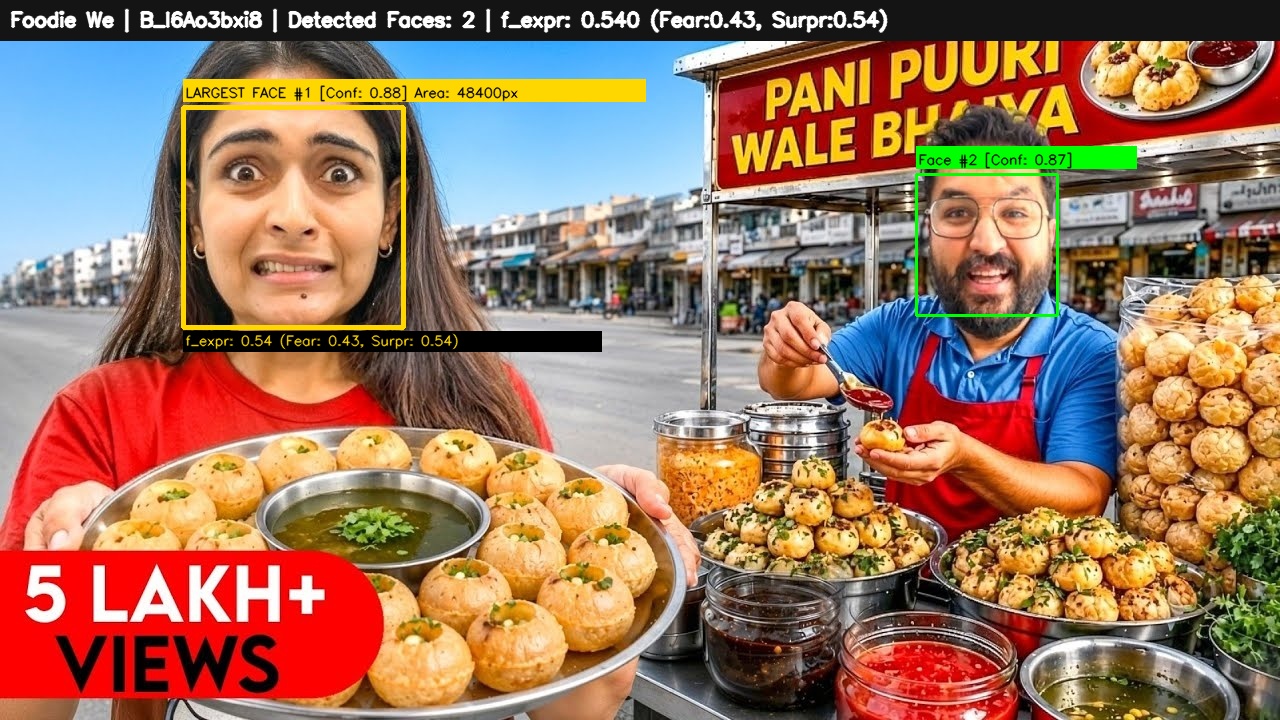 Foodie We | B_I6Ao3bxi8 | Detected Faces: 2 | f_expr: 0.540 (Fear:0.43, Surpr:0.54)
LARGEST FACE #1 [Conf: 0.88] Area: 48400px
PANI PUURI
WALE BHAIYA
Face #2 [Conf: 0.87]
f_expr: 0.54 (Fear: 0.43, Surpr: 0.54)
5 LAKH+
VIEWS